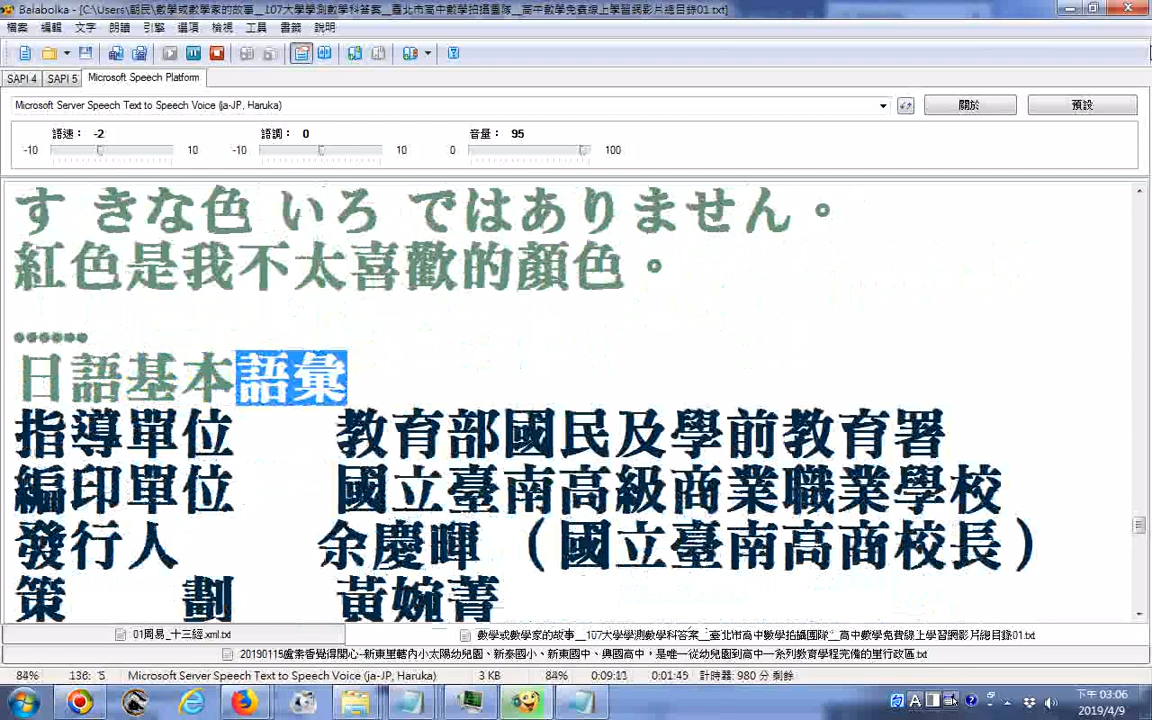 Balabolka - [C:\Users\朝民\數學或數學家的故事__107大學學測數學科答案__臺北市高中數學拍攝團隊__高中數學免費線上學習網影片總目錄01.txt]
檔案 編輯 文字 朗讀 引擎 選項 檢視 工具 書籤 說明
SAPI 4 SAPI 5 Microsoft Speech Platform
Microsoft Server Speech Text to Speech Voice (ja-JP, Haruka) 關於 預設
語速： -2 語調： 0 音量： 95
-10 10 -10 10 0 100
す きな色 いろ ではありません。
紅色是我不太喜歡的顏色。
……
日語基本語彙
指導單位 教育部國民及學前教育署
編印單位 國立臺南高級商業職業學校
發行人 余慶暉 （國立臺南高商校長）
策 劃 黃婉菁
01周易_十三經.xml.txt 數學或數學家的故事__107大學學測數學科答案__臺北市高中數學拍攝團隊__高中數學免費線上學習網影片總目錄01.txt
20190115盧素香覺得開心-新東里轄內小太陽幼兒園、新泰國小、新東國中、興國高中，是唯一從幼兒園到高中一系列教育學程完備的里行政區.txt
84% 136: 5 Microsoft Server Speech Text to Speech Voice (ja-JP, Haruka) 3 KB 84% 0:09:11 0:01:45 計時器: 980 分 剩餘
下午 03:06
2019/4/9